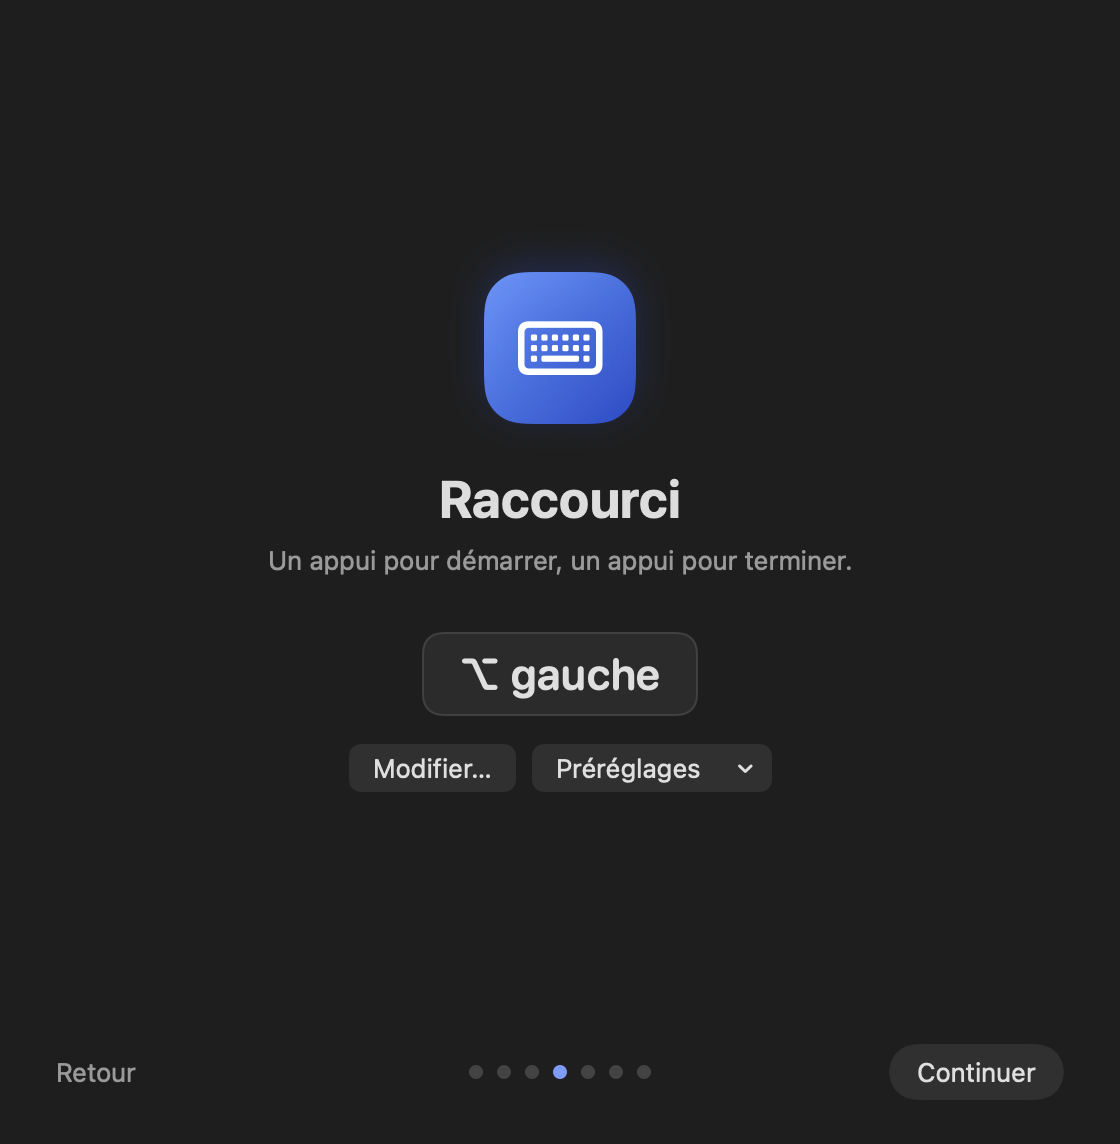 Raccourci
Un appui pour démarrer, un appui pour terminer.
⌥ gauche
Modifier...
Préréglages
Retour
Continuer